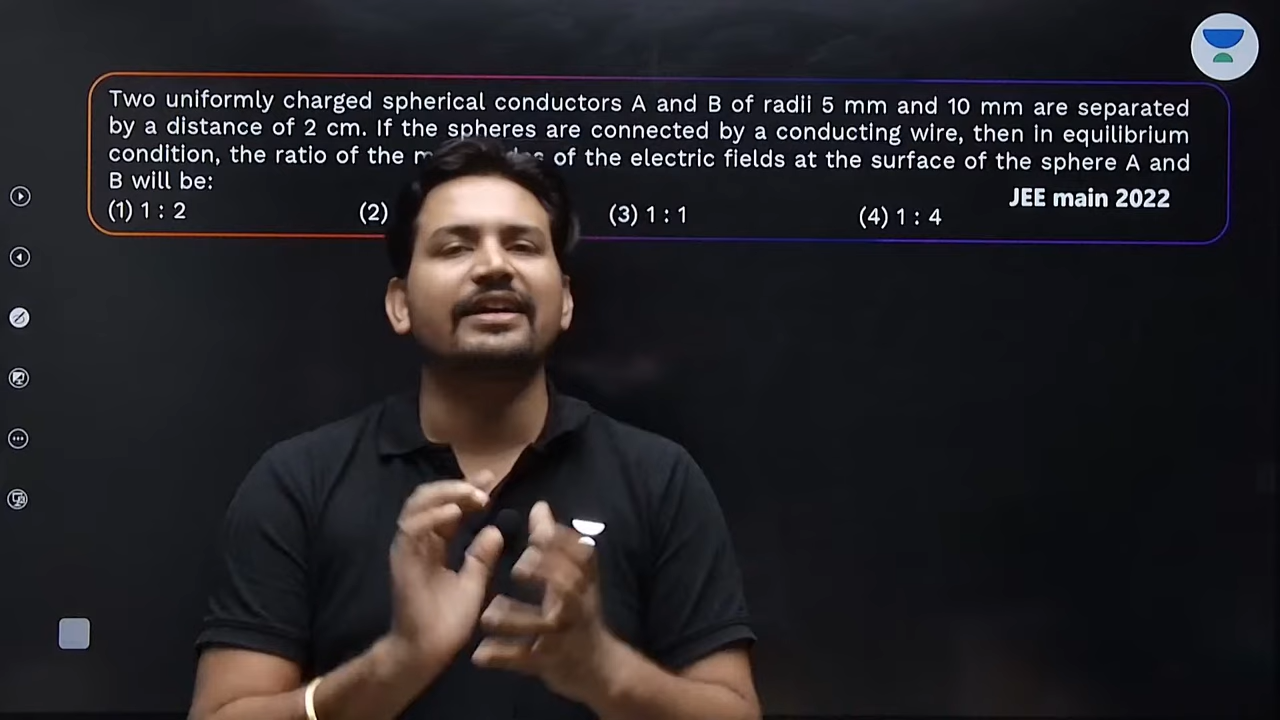 Two uniformly charged spherical conductors A and B of radii 5 mm and 10 mm are separated
by a distance of 2 cm. If the spheres are connected by a conducting wire, then in equilibrium
condition, the ratio of the of the electric fields at the surface of the sphere A and
B will be:
JEE main 2022
(1) 1 : 2 (2) (3) 1 : 1 (4) 1 : 4